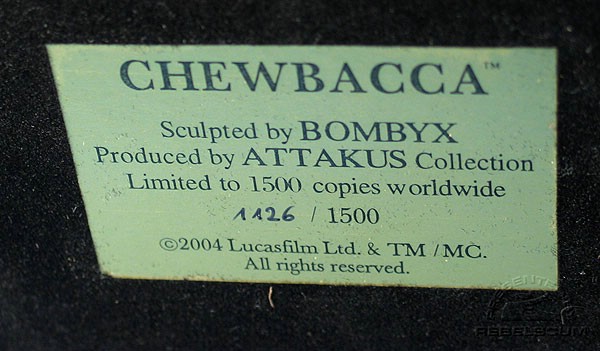 CHEWBACCA™
Sculpted by BOMBYX
Produced by ATTAKUS Collection
Limited to 1500 copies worldwide
1126 / 1500
©2004 Lucasfilm Ltd. & TM / MC.
All rights reserved.
REBELSCUM